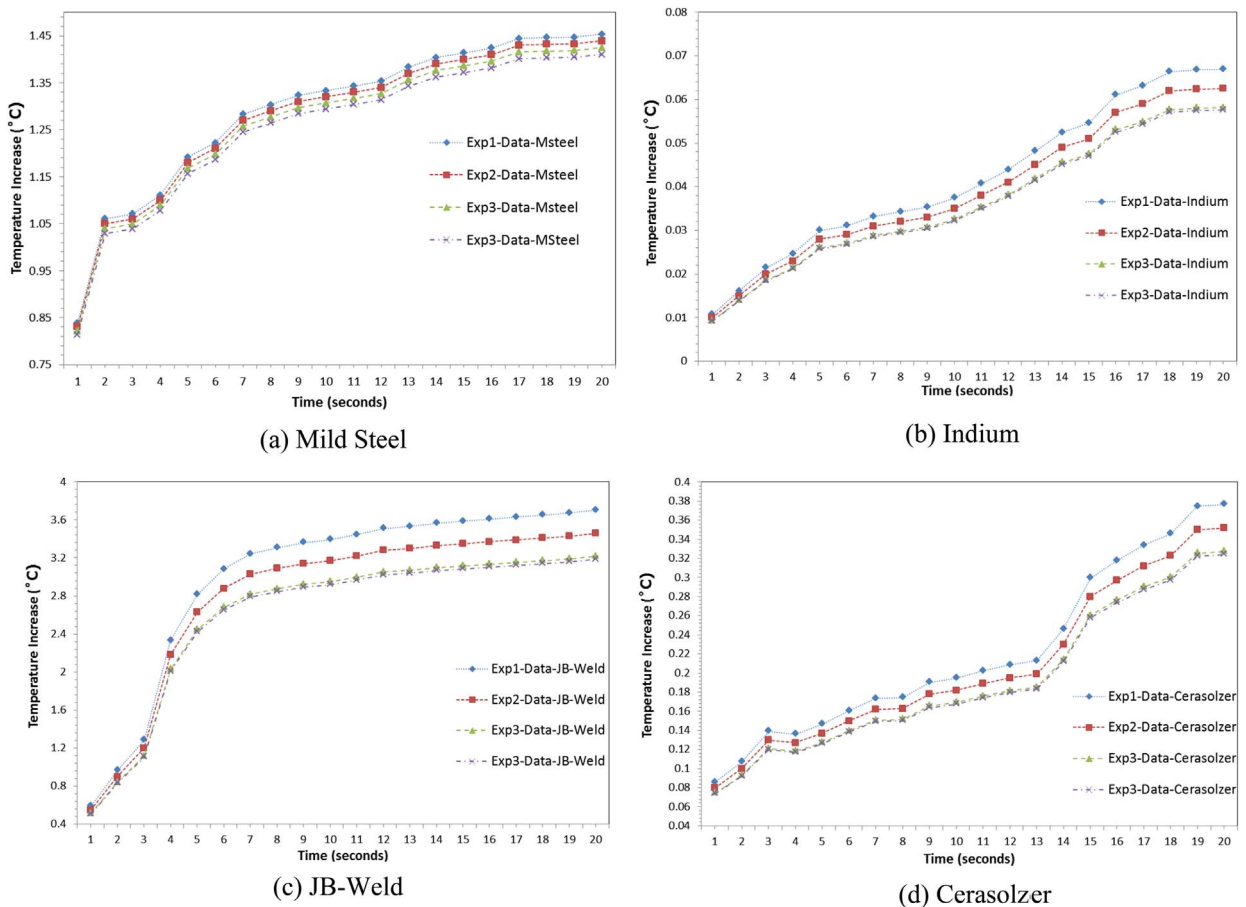 Temperature Increase (°C)
1.45
1.35
1.25
1.15
1.05
0.95
0.85
0.75
Exp1-Data-Msteel
Exp2-Data-Msteel
Exp3-Data-Msteel
Exp3-Data-MSteel
1 2 3 4 5 6 7 8 9 10 11 12 13 14 15 16 17 18 19 20
Time (seconds)
(a) Mild Steel
Temperature Increase (°C)
0.08
0.07
0.06
0.05
0.04
0.03
0.02
0.01
0
Exp1-Data-Indium
Exp2-Data-Indium
Exp3-Data-Indium
Exp3-Data-Indium
1 2 3 4 5 6 7 8 9 10 11 12 13 14 15 16 17 18 19 20
Time (seconds)
(b) Indium
Temperature Increase (°C)
4
3.6
3.2
2.8
2.4
2
1.6
1.2
0.8
0.4
Exp1-Data-JB-Weld
Exp2-Data-JB-Weld
Exp3-Data-JB-Weld
Exp3-Data-JB-Weld
1 2 3 4 5 6 7 8 9 10 11 12 13 14 15 16 17 18 19 20
Time (seconds)
(c) JB-Weld
Temperature Increase (°C)
0.4
0.38
0.36
0.34
0.32
0.3
0.28
0.26
0.24
0.22
0.2
0.18
0.16
0.14
0.12
0.1
0.08
0.06
0.04
Exp1-Data-Cerasolzer
Exp2-Data-Cerasolzer
Exp3-Data-Cerasolzer
Exp3-Data-Cerasolzer
1 2 3 4 5 6 7 8 9 10 11 12 13 14 15 16 17 18 19 20
Time (seconds)
(d) Cerasolzer